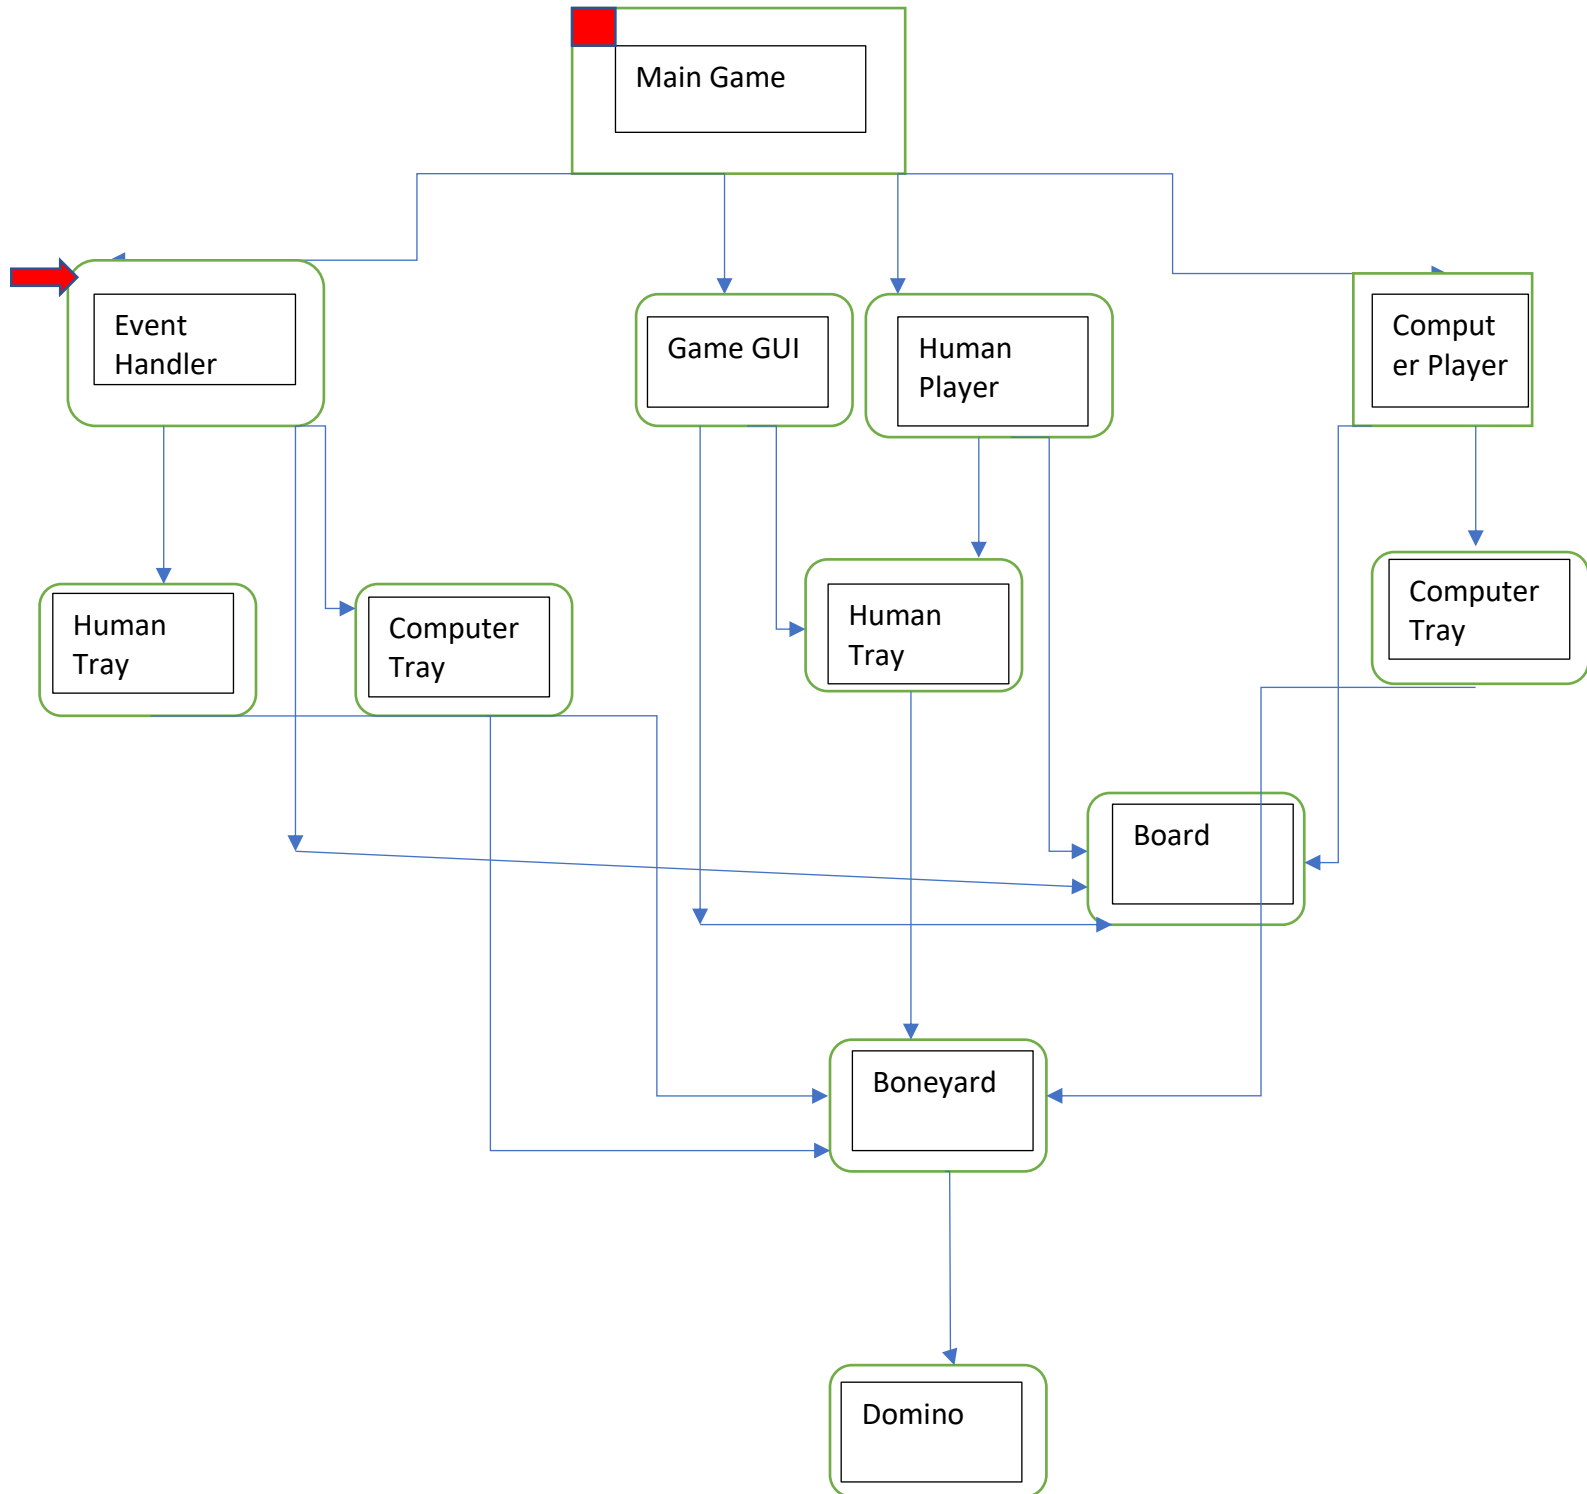 Main Game
Event
Handler
Game GUI
Human
Player
Comput
er Player
Human
Tray
Computer
Tray
Human
Tray
Computer
Tray
Board
Boneyard
Domino